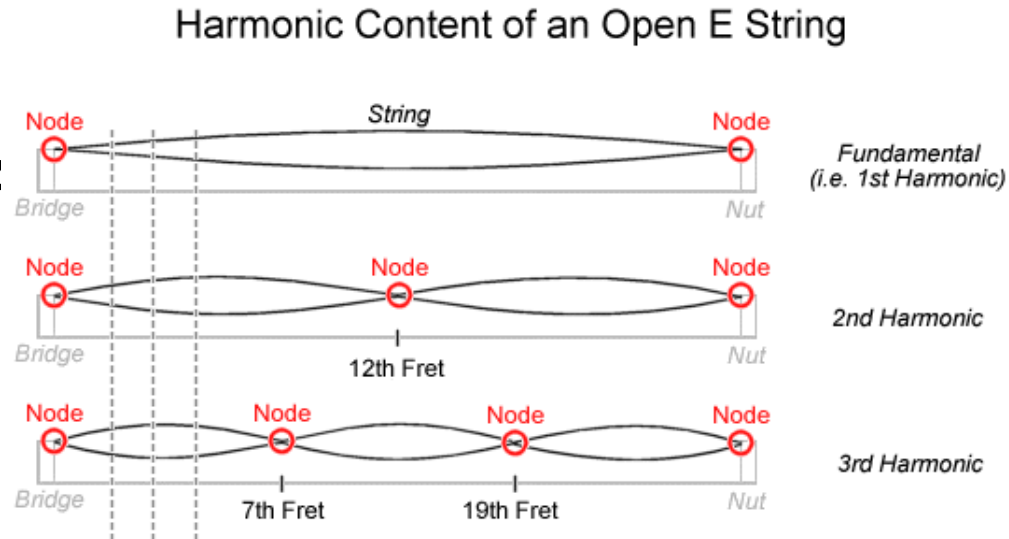 Harmonic Content of an Open E String
String
Node Node
Fundamental
(i.e. 1st Harmonic)
Bridge Nut
Node Node Node
2nd Harmonic
Bridge Nut
12th Fret
Node Node Node Node
3rd Harmonic
Bridge Nut
7th Fret 19th Fret